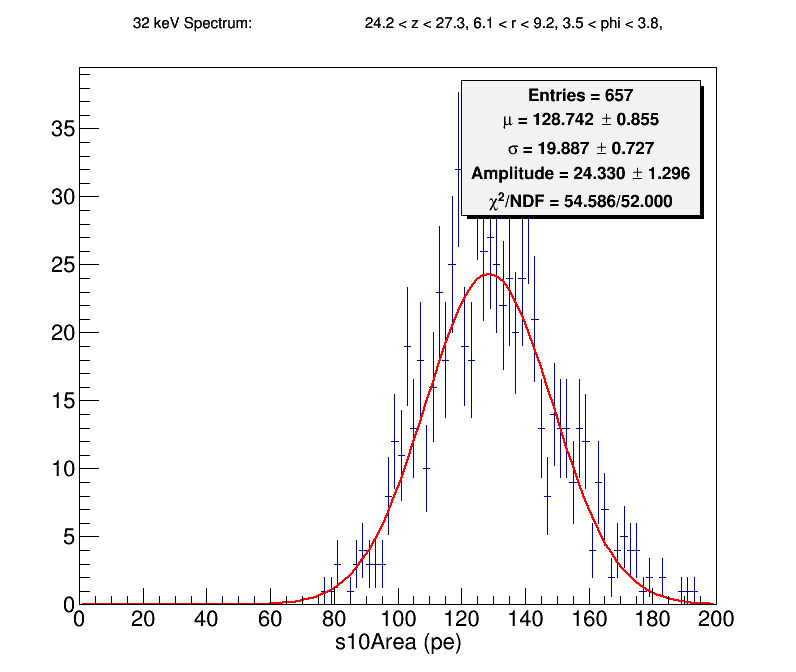 32 keV Spectrum: 24.2 < z < 27.3, 6.1 < r < 9.2, 3.5 < phi < 3.8,
Entries = 657
μ = 128.742 ± 0.855
σ = 19.887 ± 0.727
Amplitude = 24.330 ± 1.296
χ²/NDF = 54.586/52.000
35
30
25
20
15
10
5
0
0 20 40 60 80 100 120 140 160 180 200
s10Area (pe)